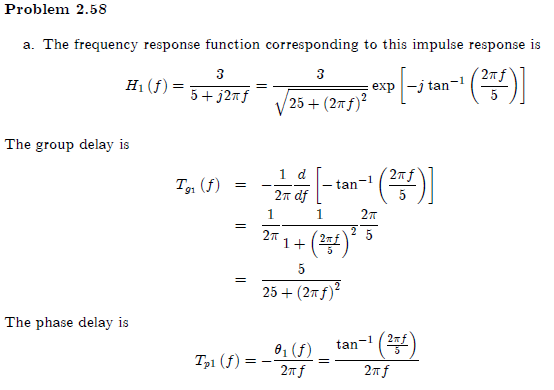 Problem 2.58
a. The frequency response function corresponding to this impulse response is
H₁(f) = 3/(5 + j2πf) = 3/√(25 + (2πf)²) exp[−j tan⁻¹(2πf/5)]
The group delay is
T_g₁(f) = −(1/2π) (d/df) [−tan⁻¹(2πf/5)]
= (1/2π) (1/(1 + (2πf/5)²)) (2π/5)
= 5/(25 + (2πf)²)
The phase delay is
T_p1(f) = −θ₁(f)/(2πf) = tan⁻¹(2πf/5)/(2πf)